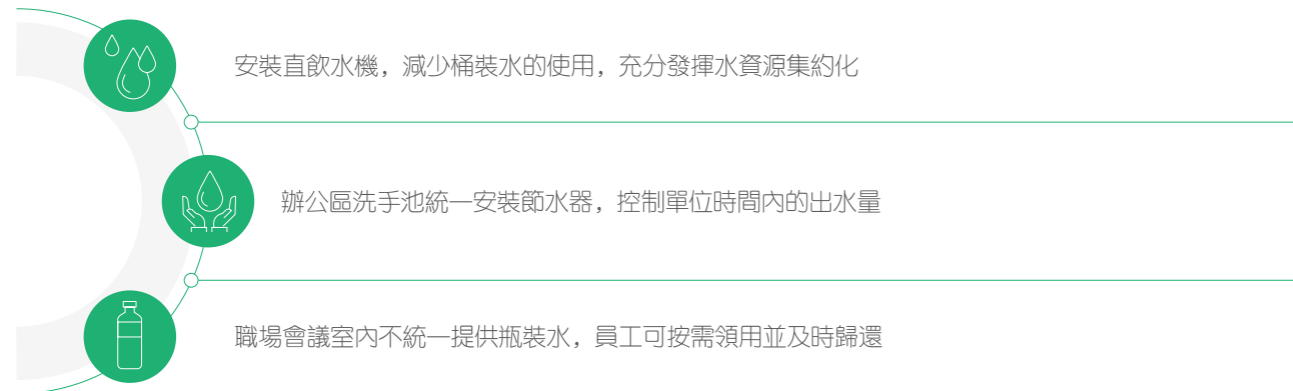 安裝直飲水機，減少桶裝水的使用，充分發揮水資源集約化
辦公區洗手池統一安裝節水器，控制單位時間內的出水量
職場會議室內不統一提供瓶裝水，員工可按需領用並及時歸還